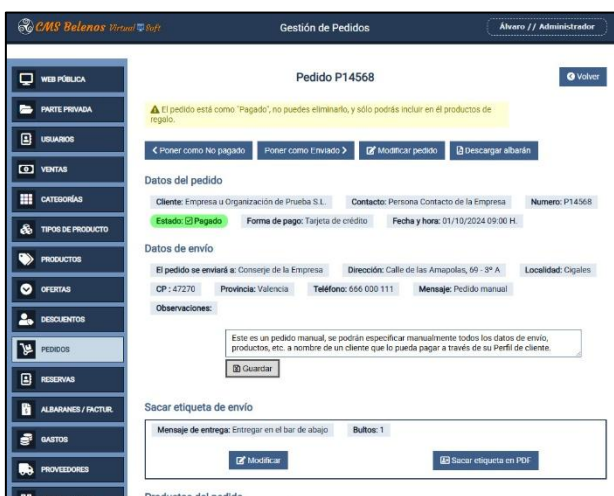 CMS Belenos Virtual Soft
Gestión de Pedidos
Álvaro // Administrador
WEB PÚBLICA
PARTE PRIVADA
USUARIOS
VENTAS
CATEGORÍAS
TIPOS DE PRODUCTO
PRODUCTOS
OFERTAS
DESCUENTOS
PEDIDOS
RESERVAS
ALBARANES / FACTUR.
GASTOS
PROVEEDORES
Pedido P14568
Volver
El pedido está como "Pagado", no puedes eliminarlo, y sólo podrás incluir en él productos de
regalo.
Poner como No pagado Poner como Enviado Modificar pedido Descargar albarán
Datos del pedido
Cliente: Empresa u Organización de Prueba S.L. Contacto: Persona Contacto de la Empresa Numero: P14568
Estado: Pagado Forma de pago: Tarjeta de crédito Fecha y hora: 01/10/2024 09:00 H.
Datos de envío
El pedido se enviará a: Conserje de la Empresa Dirección: Calle de las Amapolas, 69 - 3º A Localidad: Cigales
CP : 47270 Provincia: Valencia Teléfono: 666 000 111 Mensaje: Pedido manual
Observaciones:
Este es un pedido manual, se podrán especificar manualmente todos los datos de envío,
productos, etc. a nombre de un cliente que lo pueda pagar a través de su Perfil de cliente.
Guardar
Sacar etiqueta de envío
Mensaje de entrega: Entregar en el bar de abajo Bultos: 1
Modificar Sacar etiqueta en PDF
Productos del pedido